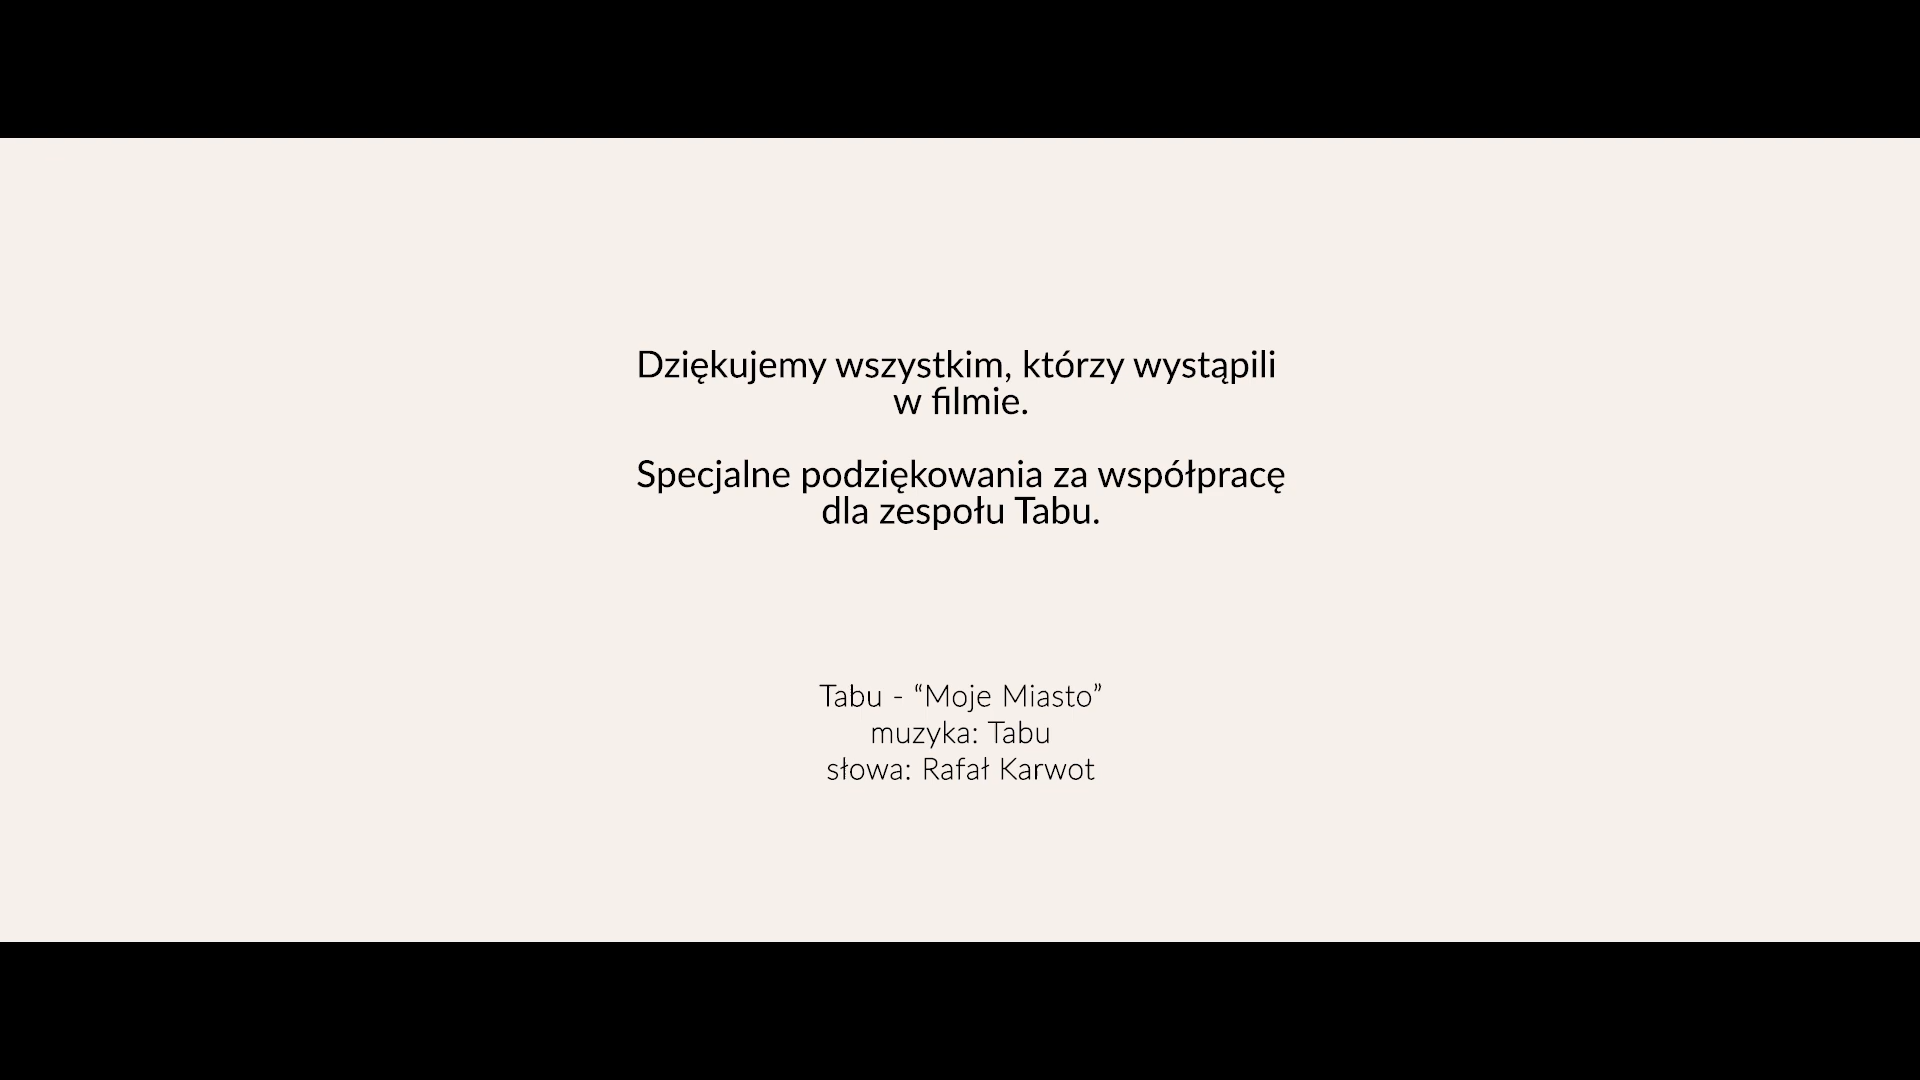 Dziękujemy wszystkim, którzy wystąpili
w filmie.
Specjalne podziękowania za współpracę
dla zespołu Tabu.
Tabu - “Moje Miasto”
muzyka: Tabu
słowa: Rafał Karwot